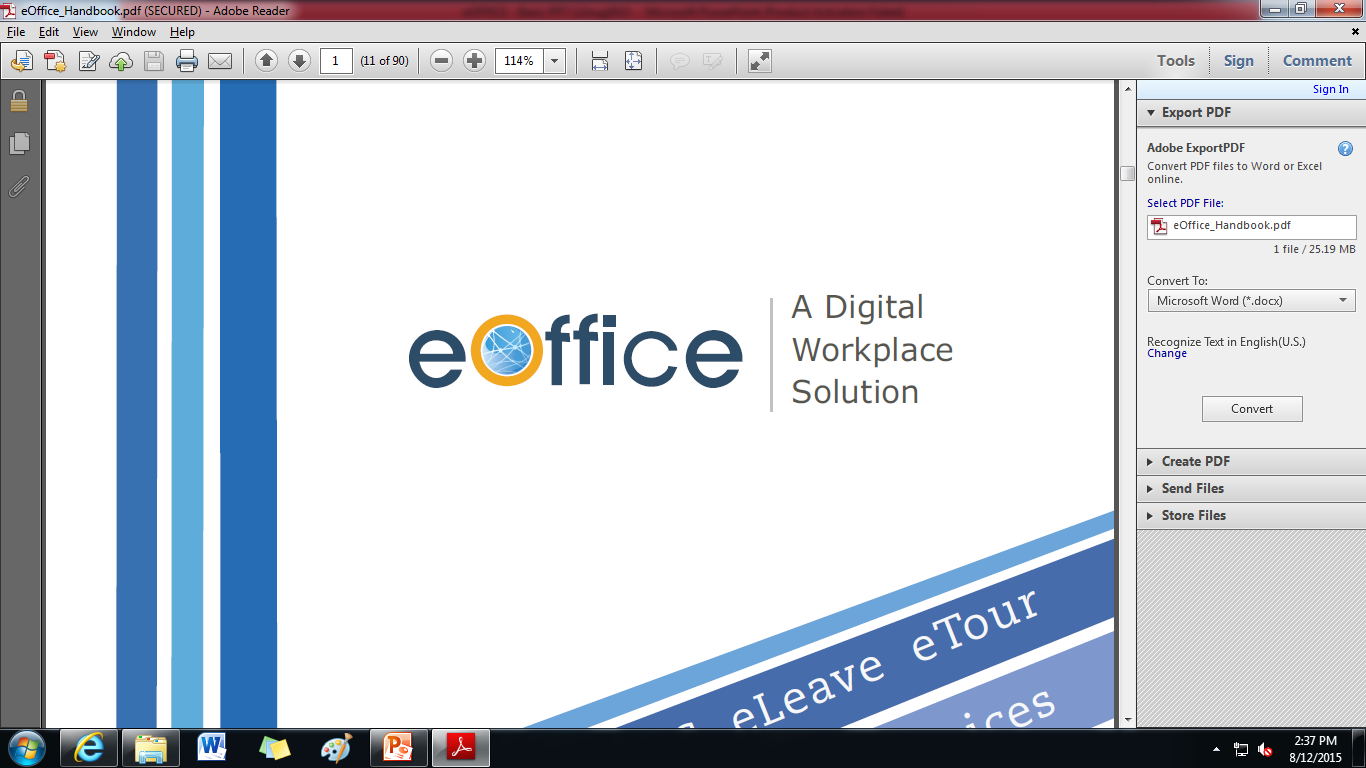 eOffice_Handbook.pdf (SECURED) - Adobe Reader
File Edit View Window Help
1 (11 of 90) 114% Tools Sign Comment
Sign In
Export PDF
Adobe ExportPDF
Convert PDF files to Word or Excel
online.
Select PDF File:
eOffice_Handbook.pdf
1 file / 25.19 MB
Convert To:
Microsoft Word (*.docx)
Recognize Text in English(U.S.)
Change
Convert
Create PDF
Send Files
Store Files
eOffice
A Digital
Workplace
Solution
eLeave eTour
ices
2:37 PM
8/12/2015